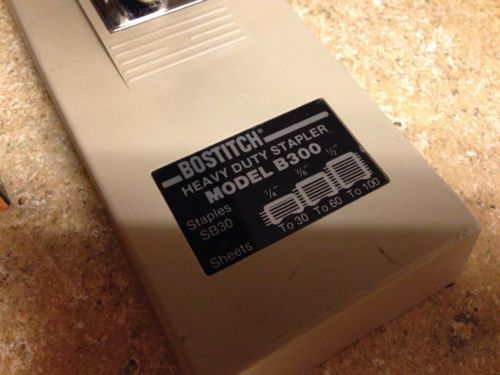 BOSTITCH®
HEAVY DUTY STAPLER
MODEL B300
Staples SB30 1/4" 3/8" 1/2"
Sheets To 30 To 60 To 100